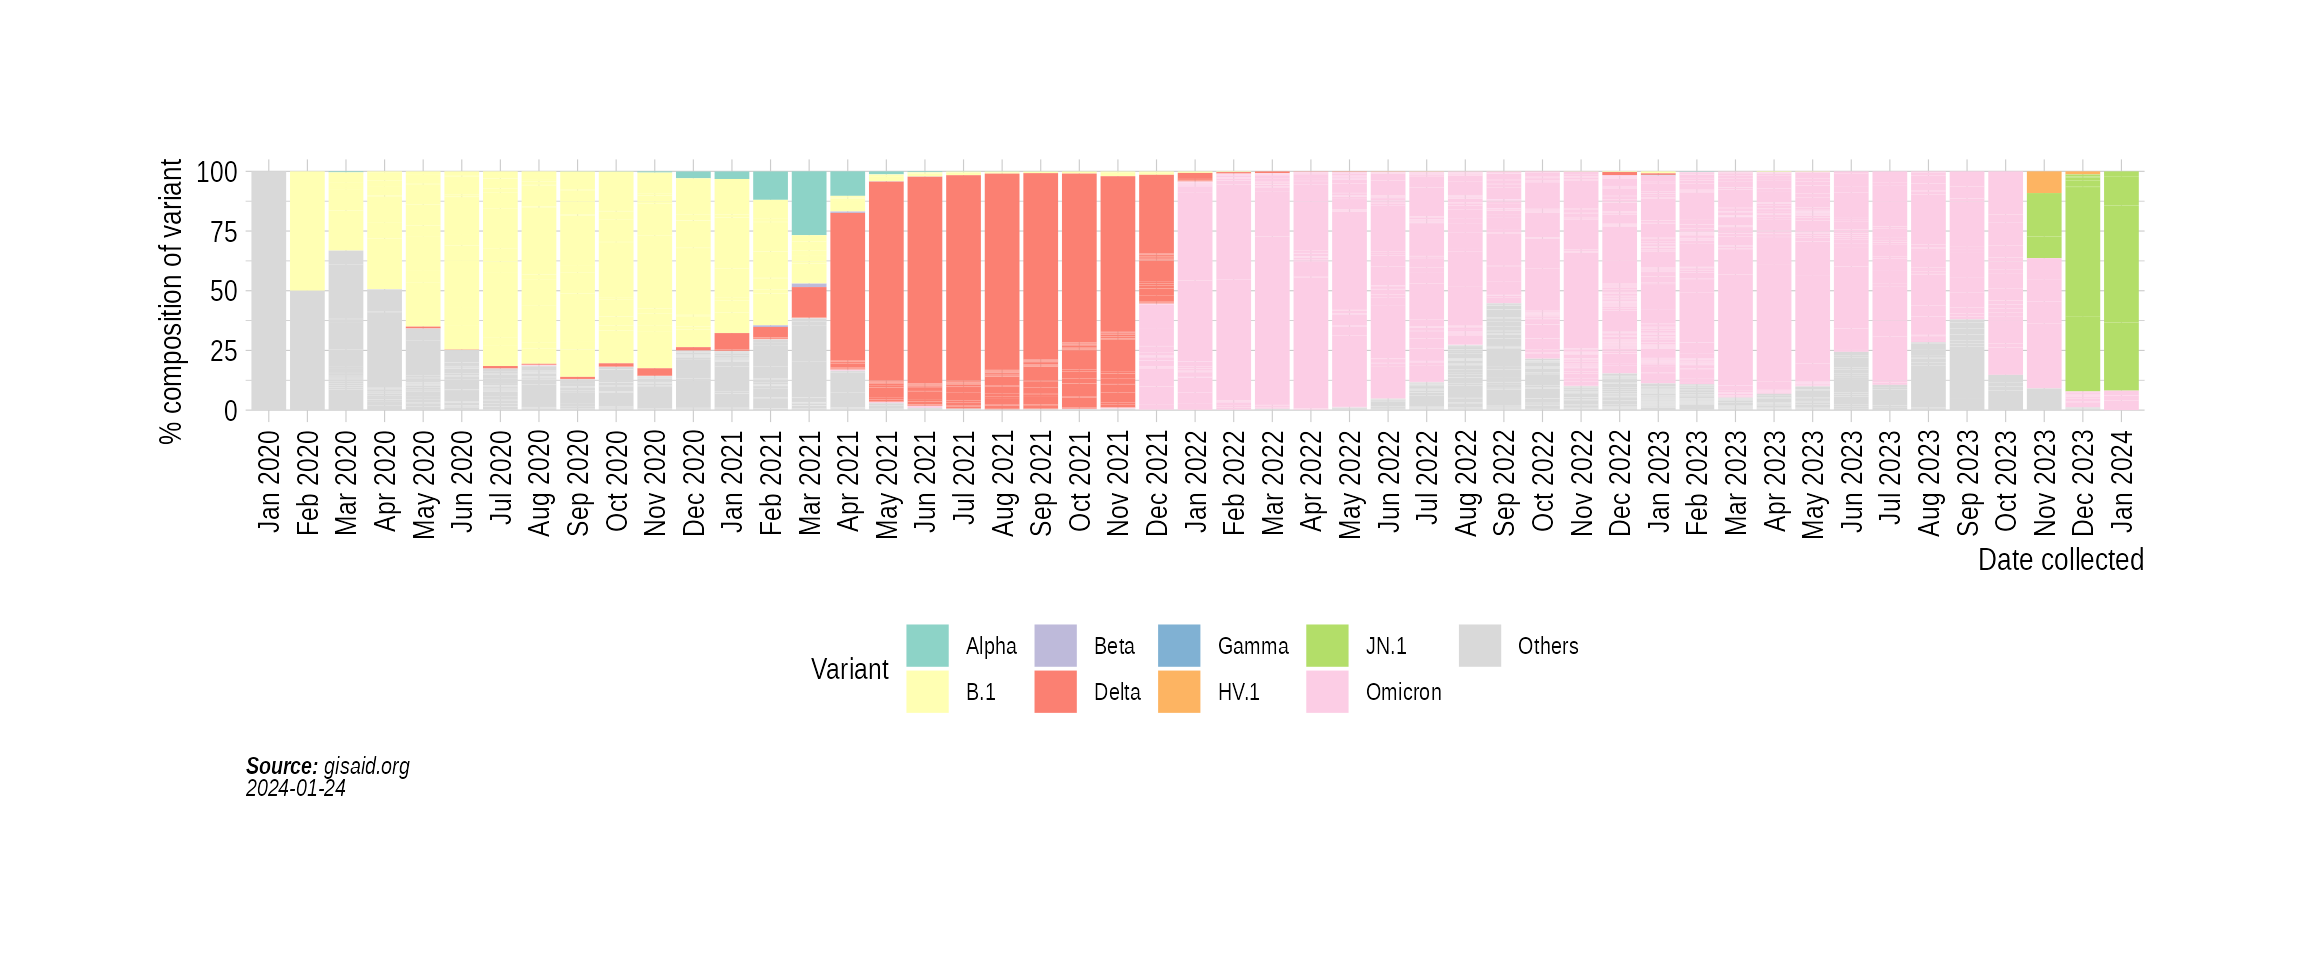 % composition of variant
100
75
50
25
0
Jan 2020
Feb 2020
Mar 2020
Apr 2020
May 2020
Jun 2020
Jul 2020
Aug 2020
Sep 2020
Oct 2020
Nov 2020
Dec 2020
Jan 2021
Feb 2021
Mar 2021
Apr 2021
May 2021
Jun 2021
Jul 2021
Aug 2021
Sep 2021
Oct 2021
Nov 2021
Dec 2021
Jan 2022
Feb 2022
Mar 2022
Apr 2022
May 2022
Jun 2022
Jul 2022
Aug 2022
Sep 2022
Oct 2022
Nov 2022
Dec 2022
Jan 2023
Feb 2023
Mar 2023
Apr 2023
May 2023
Jun 2023
Jul 2023
Aug 2023
Sep 2023
Oct 2023
Nov 2023
Dec 2023
Jan 2024
Date collected
Variant
Alpha
Beta
Gamma
JN.1
Others
B.1
Delta
HV.1
Omicron
Source: gisaid.org
2024-01-24